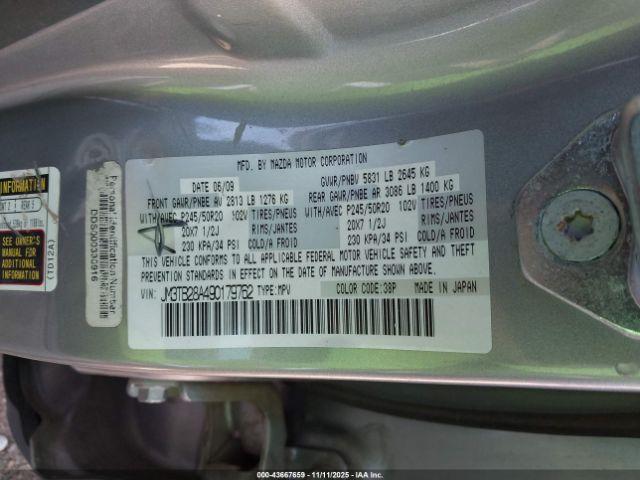 MFD. BY MAZDA MOTOR CORPORATION
DATE 06/09
GVWR/PNBV 5831 LB 2645 KG
FRONT GAWR/PNBE AV 2813 LB 1276 KG
REAR GAWR/PNBE AR 3086 LB 1400 KG
WITH/AVEC P245/50R20 102V TIRES/PNEUS
WITH/AVEC P245/50R20 102V TIRES/PNEUS
20X7 1/2J RIMS/JANTES
20X7 1/2J RIMS/JANTES
230 KPA/34 PSI COLD/A FROID
230 KPA/34 PSI COLD/A FROID
THIS VEHICLE CONFORMS TO ALL APPLICABLE FEDERAL MOTOR VEHICLE SAFETY AND THEFT
PREVENTION STANDARDS IN EFFECT ON THE DATE OF MANUFACTURE SHOWN ABOVE.
VIN: JM3TB28A490179762 TYPE:MPV
COLOR CODE:38P MADE IN JAPAN
Personal Identification Number:
INFORMATION
SEE OWNER'S
MANUAL FOR
(TD12A)
000-43667659 - 11/11/2025 - IAA, Inc.